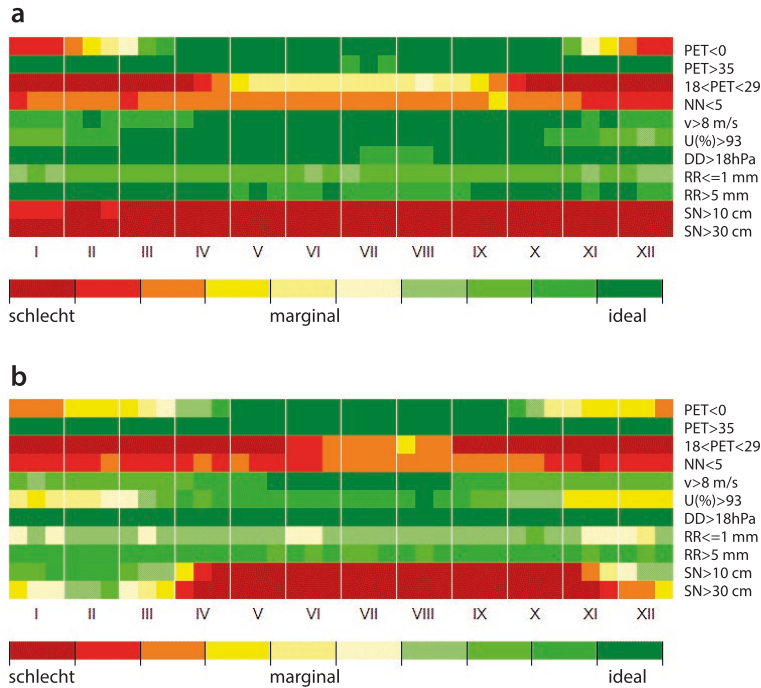 a
PET<0
PET>35
18<PET<29
NN<5
v>8 m/s
U(%)>93
DD>18hPa
RR<=1 mm
RR>5 mm
SN>10 cm
SN>30 cm
I II III IV V VI VII VIII IX X XI XII
schlecht marginal ideal
b
PET<0
PET>35
18<PET<29
NN<5
v>8 m/s
U(%)>93
DD>18hPa
RR<=1 mm
RR>5 mm
SN>10 cm
SN>30 cm
I II III IV V VI VII VIII IX X XI XII
schlecht marginal ideal